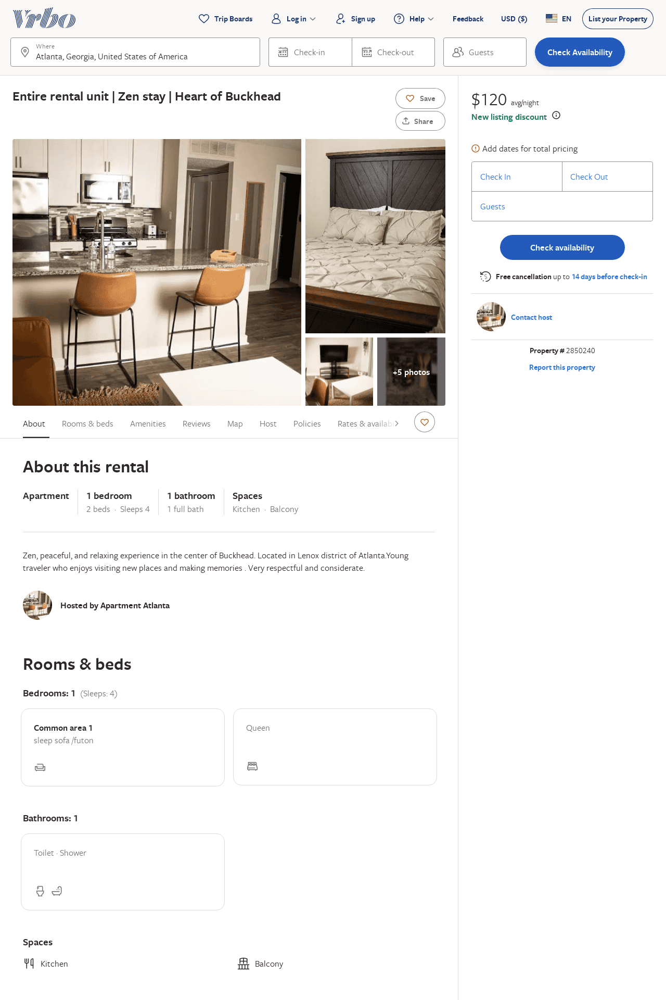 Vrbo
Trip Boards
Log in
Sign up
Help
Feedback
USD ($)
EN
List your Property
Where
Atlanta, Georgia, United States of America
Check-in
Check-out
Guests
Check Availability
Entire rental unit | Zen stay | Heart of Buckhead
Save
Share
+5 photos
$120 avg/night
New listing discount
Add dates for total pricing
Check In
Check Out
Guests
Check availability
Free cancellation up to 14 days before check-in
Contact host
Property # 2850240
Report this property
About
Rooms & beds
Amenities
Reviews
Map
Host
Policies
Rates & availab
About this rental
Apartment
1 bedroom
2 beds · Sleeps 4
1 bathroom
1 full bath
Spaces
Kitchen · Balcony
Zen, peaceful, and relaxing experience in the center of Buckhead. Located in Lenox district of Atlanta.Young
traveler who enjoys visiting new places and making memories . Very respectful and considerate.
Hosted by Apartment Atlanta
Rooms & beds
Bedrooms: 1 (Sleeps: 4)
Common area 1
sleep sofa /futon
Queen
Bathrooms: 1
Toilet · Shower
Spaces
Kitchen
Balcony